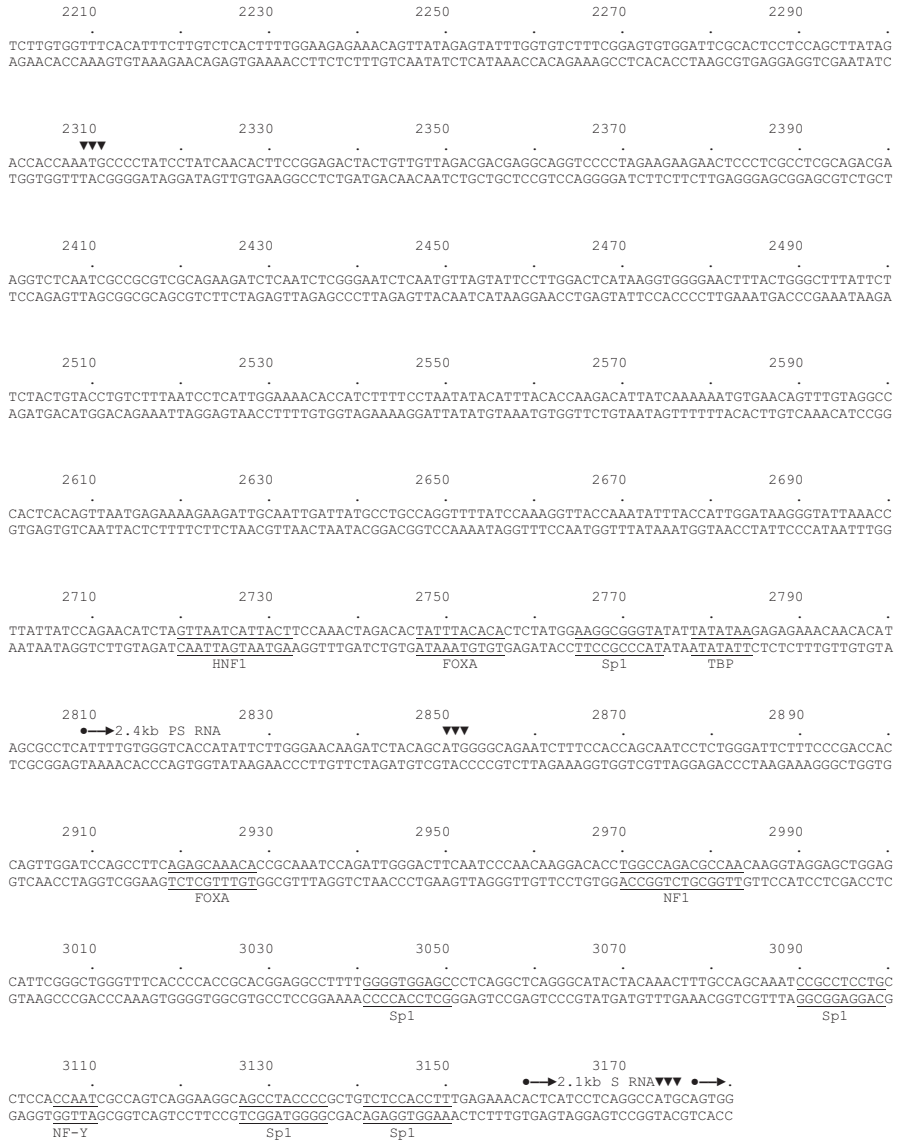 2210 2230 2250 2270 2290
TCTTGTGGTTTCACATTTCTTGTCTCACTTTTGGAAGAGAAACAGTTATAGAGTATTTGGTGTCTTTCGGAGTGTGGATTCGCACTCCTCCAGCTTATAG
AGAACACCAAAGTGTAAAGAACAGAGTGAAAACCTTCTCTTTGTCAATATCTCATAAACCACAGAAAGCCTCACACCTAAGCGTGAGGAGGTCGAATATC
2310 2330 2350 2370 2390
▼▼▼
ACCACCAAATGCCCCTATCCTATCAACACTTCCGGAGACTACTGTTGTTAGACGACGAGGCAGGTCCCCTAGAAGAAGAACTCCCTCGCCTCGCAGACGA
TGGTGGTTTACGGGGATAGGATAGTTGTGAAGGCCTCTGATGACAACAATCTGCTGCTCCGTCCAGGGGATCTTCTTCTTGAGGGAGCGGAGCGTCTGCT
2410 2430 2450 2470 2490
AGGTCTCAATCGCCGCGTCGCAGAAGATCTCAATCTCGGGAATCTCAATGTTAGTATTCCTTGGACTCATAAGGTGGGGAACTTTACTGGGCTTTATTCT
TCCAGAGTTAGCGGCGCAGCGTCTTCTAGAGTTAGAGCCCTTAGAGTTACAATCATAAGGAACCTGAGTATTCCACCCCTTGAAATGACCCGAAATAAGA
2510 2530 2550 2570 2590
TCTACTGTACCTGTCTTTAATCCTCATTGGAAAACACCATCTTTTCCTAATATACATTTACACCAAGACATTATCAAAAAATGTGAACAGTTTGTAGGCC
AGATGACATGGACAGAAATTAGGAGTAACCTTTTGTGGTAGAAAAGGATTATATGTAAATGTGGTTCTGTAATAGTTTTTTACACTTGTCAAACATCCGG
2610 2630 2650 2670 2690
CACTCACAGTTAATGAGAAAAGAAGATTGCAATTGATTATGCCTGCCAGGTTTTATCCAAAGGTTACCAAATATTTACCATTGGATAAGGGTATTAAACC
GTGAGTGTCAATTACTCTTTTCTTCTAACGTTAACTAATACGGACGGTCCAAAATAGGTTTCCAATGGTTTATAAATGGTAACCTATTCCCATAATTTGG
2710 2730 2750 2770 2790
TTATTATCCAGAACATCTAGTTAATCATTACTTCCAAACTAGACACTATTTACACACTCTATGGAAGGCGGGTATATTATATAAGAGAGAAACAACACAT
AATAATAGGTCTTGTAGATCAATTAGTAATGAAGGTTTGATCTGTGATAAATGTGTGAGATACCTTCCGCCCATATAATATATTCTCTCTTTGTTGTGTA
HNF1 FOXA Sp1 TBP
2810 2830 2850 2870 2890
●—►2.4kb PS RNA ▼▼▼
AGCGCCTCATTTTGTGGGTCACCATATTCTTGGGAACAAGATCTACAGCATGGGGCAGAATCTTTCCACCAGCAATCCTCTGGGATTCTTTCCCGACCAC
TCGCGGAGTAAAACACCCAGTGGTATAAGAACCCTTGTTCTAGATGTCGTACCCCGTCTTAGAAAGGTGGTCGTTAGGAGACCCTAAGAAAGGGCTGGTG
2910 2930 2950 2970 2990
CAGTTGGATCCAGCCTTCAGAGCAAACACCGCAAATCCAGATTGGGACTTCAATCCCAACAAGGACACCTGGCCAGACGCCAACAAGGTAGGAGCTGGAG
GTCAACCTAGGTCGGAAGTCTCGTTTGTGGCGTTTAGGTCTAACCCTGAAGTTAGGGTTGTTCCTGTGGACCGGTCTGCGGTTGTTCCATCCTCGACCTC
FOXA NF1
3010 3030 3050 3070 3090
CATTCGGGCTGGGTTTCACCCCACCGCACGGAGGCCTTTTGGGGTGGAGCCCTCAGGCTCAGGGCATACTACAAACTTTGCCAGCAAATCCGCCTCCTGC
GTAAGCCCGACCCAAAGTGGGGTGGCGTGCCTCCGGAAAACCCCACCTCGGGAGTCCGAGTCCCGTATGATGTTTGAAACGGTCGTTTAGGCGGAGGACG
Sp1 Sp1
3110 3130 3150 3170
●—►2.1kb S RNA▼▼▼ ●—►
CTCCACCAATCGCCAGTCAGGAAGGCAGCCTACCCCGCTGTCTCCACCTTTGAGAAACACTCATCCTCAGGCCATGCAGTGG
GAGGTGGTTAGCGGTCAGTCCTTCCGTCGGATGGGGCGACAGAGGTGGAAACTCTTTGTGAGTAGGAGTCCGGTACGTCACC
NF-Y Sp1 Sp1